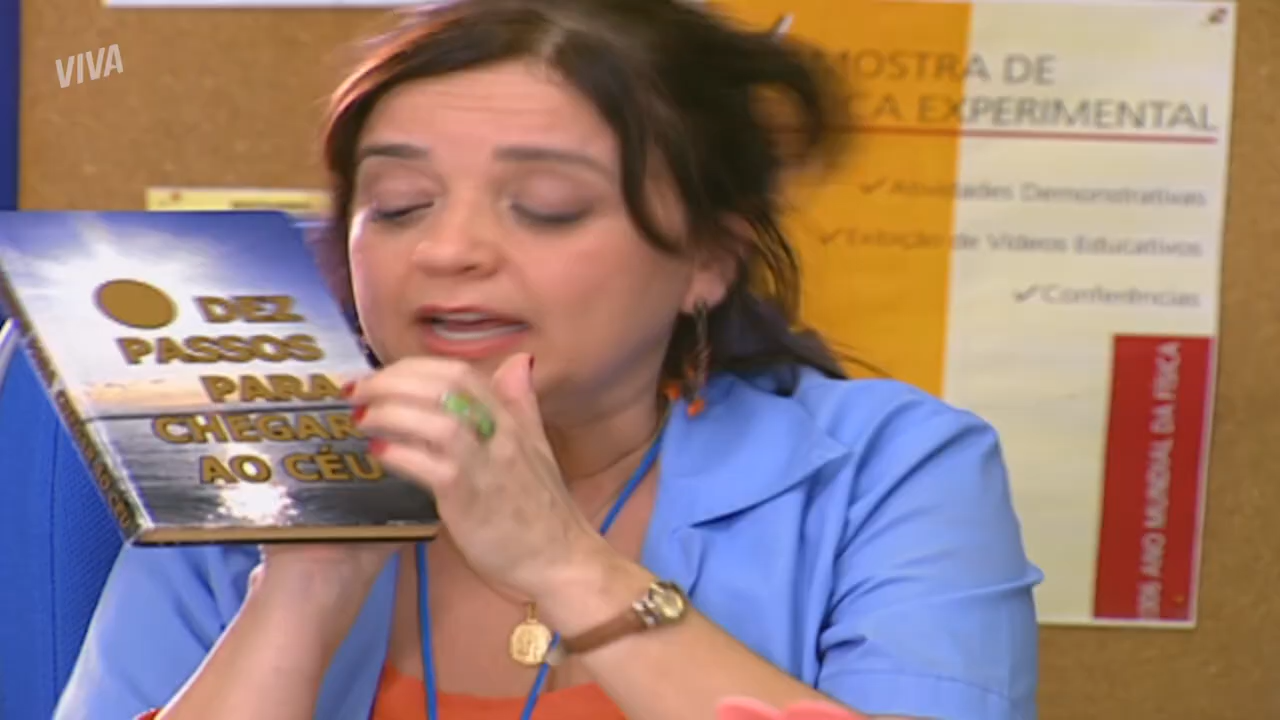 VIVA
DEZ
PASSOS
PARA
CHEGAR
AO CÉU
MOSTRA DE
CA EXPERIMENTAL
✓Atividades Demonstrativas
✓Exibição de Vídeos Educativos
✓Conferências
ANO MUNDIAL DA FÍSICA